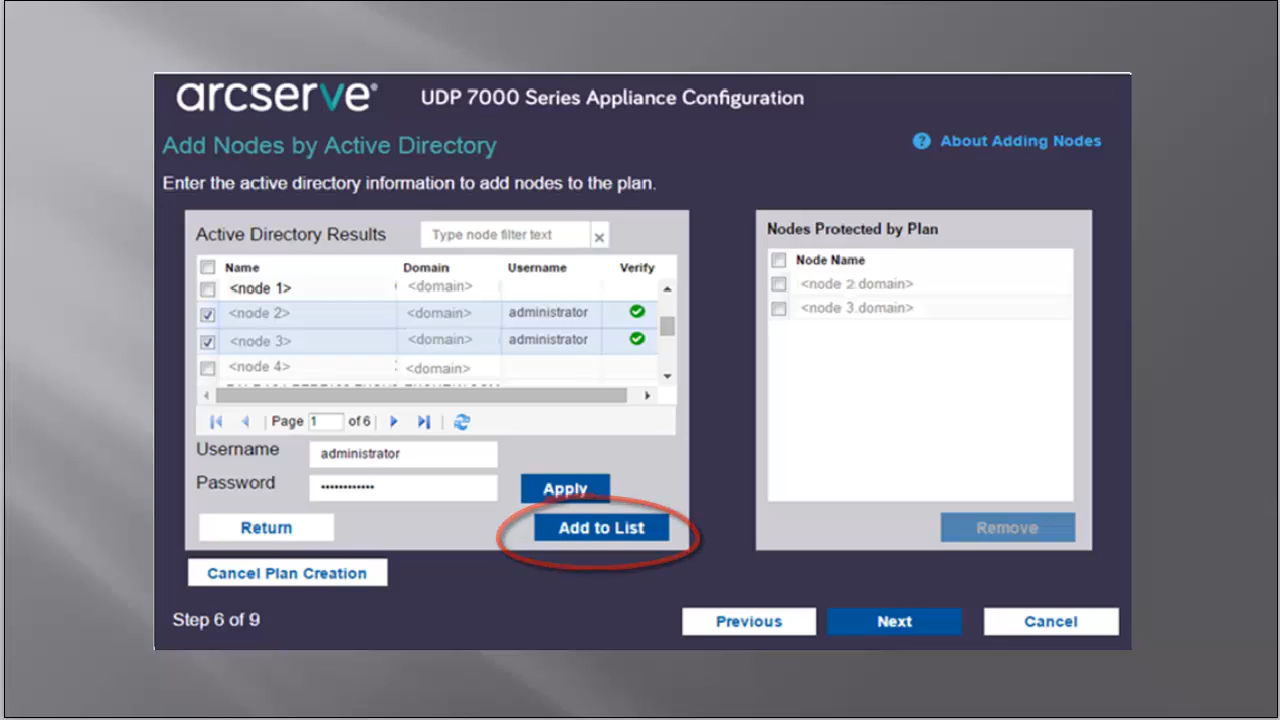 arcserve® UDP 7000 Series Appliance Configuration
Add Nodes by Active Directory
? About Adding Nodes
Enter the active directory information to add nodes to the plan.
Active Directory Results
Type node filter text
Name Domain Username Verify
<node 1> <domain>
<node 2> <domain> administrator
<node 3> <domain> administrator
<node 4> <domain>
Page 1 of 6
Username administrator
Password ••••••••••••
Apply
Return
Add to List
Nodes Protected by Plan
Node Name
<node 2.domain>
<node 3.domain>
Remove
Cancel Plan Creation
Step 6 of 9
Previous Next Cancel